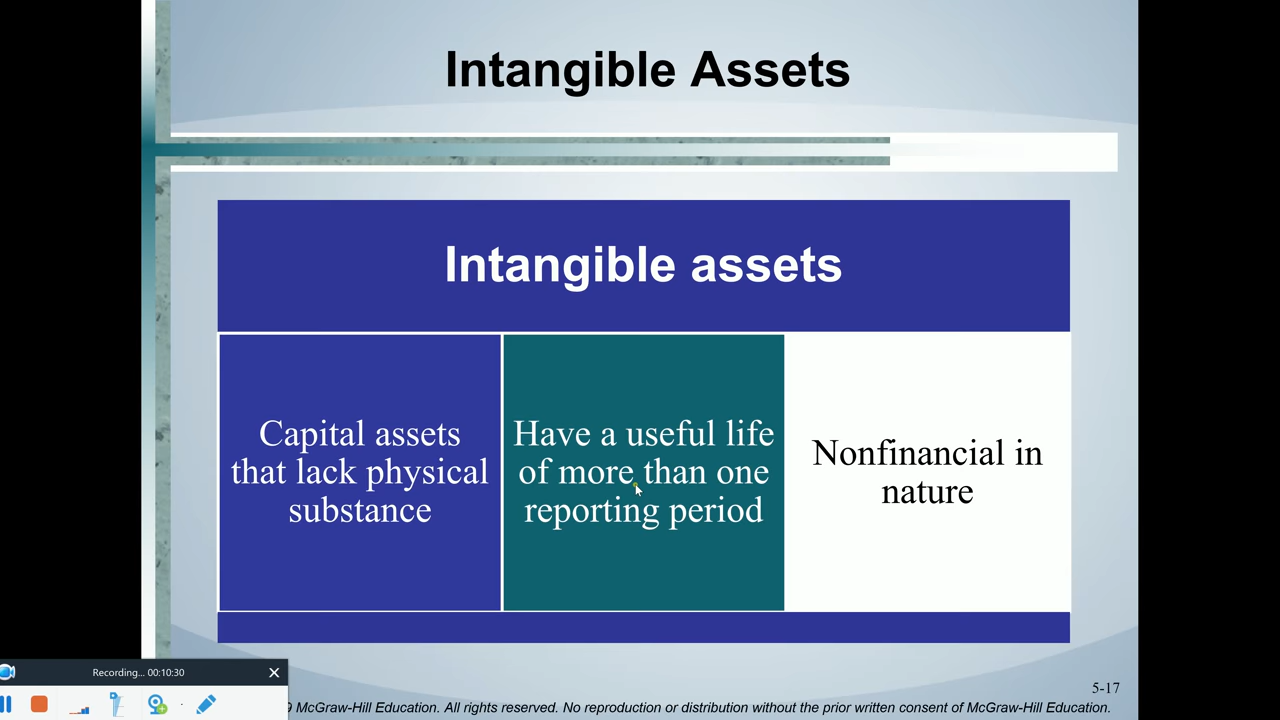 Intangible Assets
Intangible assets
Capital assets
that lack physical
substance
Have a useful life
of more than one
reporting period
Nonfinancial in
nature
5-17
McGraw-Hill Education. All rights reserved. No reproduction or distribution without the prior written consent of McGraw-Hill Education.
Recording... 00:10:30